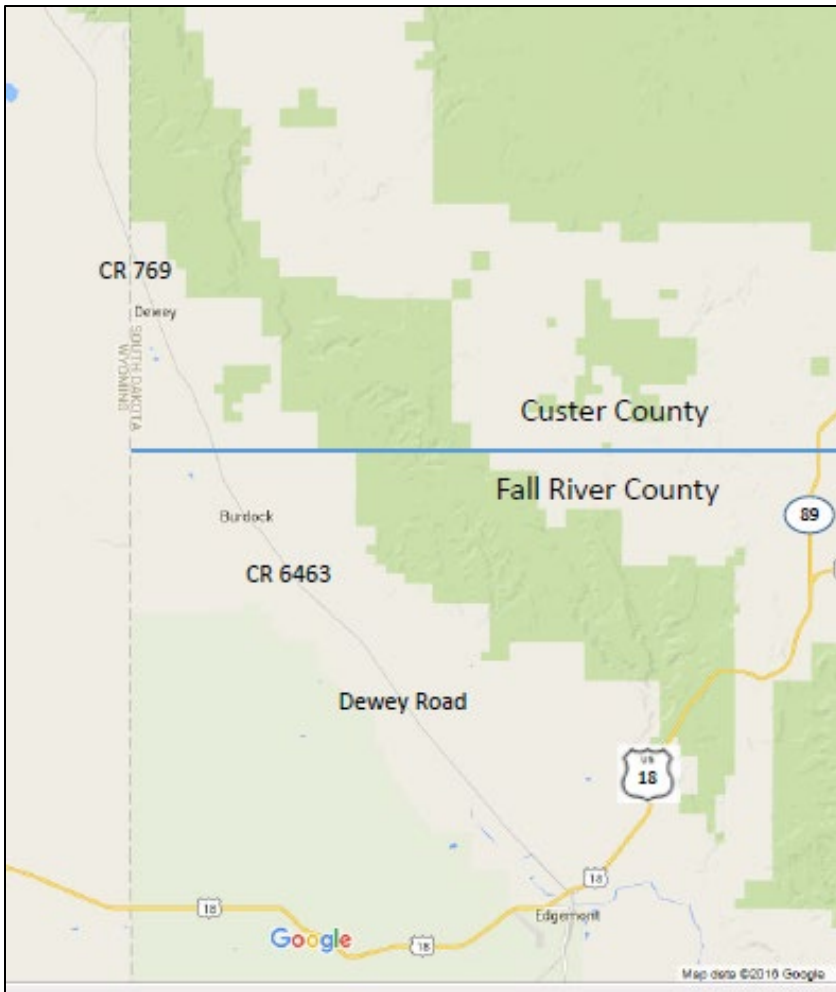 CR 769
Dewey
SOUTH DAKOTA
WYOMING
Custer County
Fall River County
89
Burdock
CR 6463
Dewey Road
US
18
18
Edgemont
18
Google
18
Map data ©2016 Google